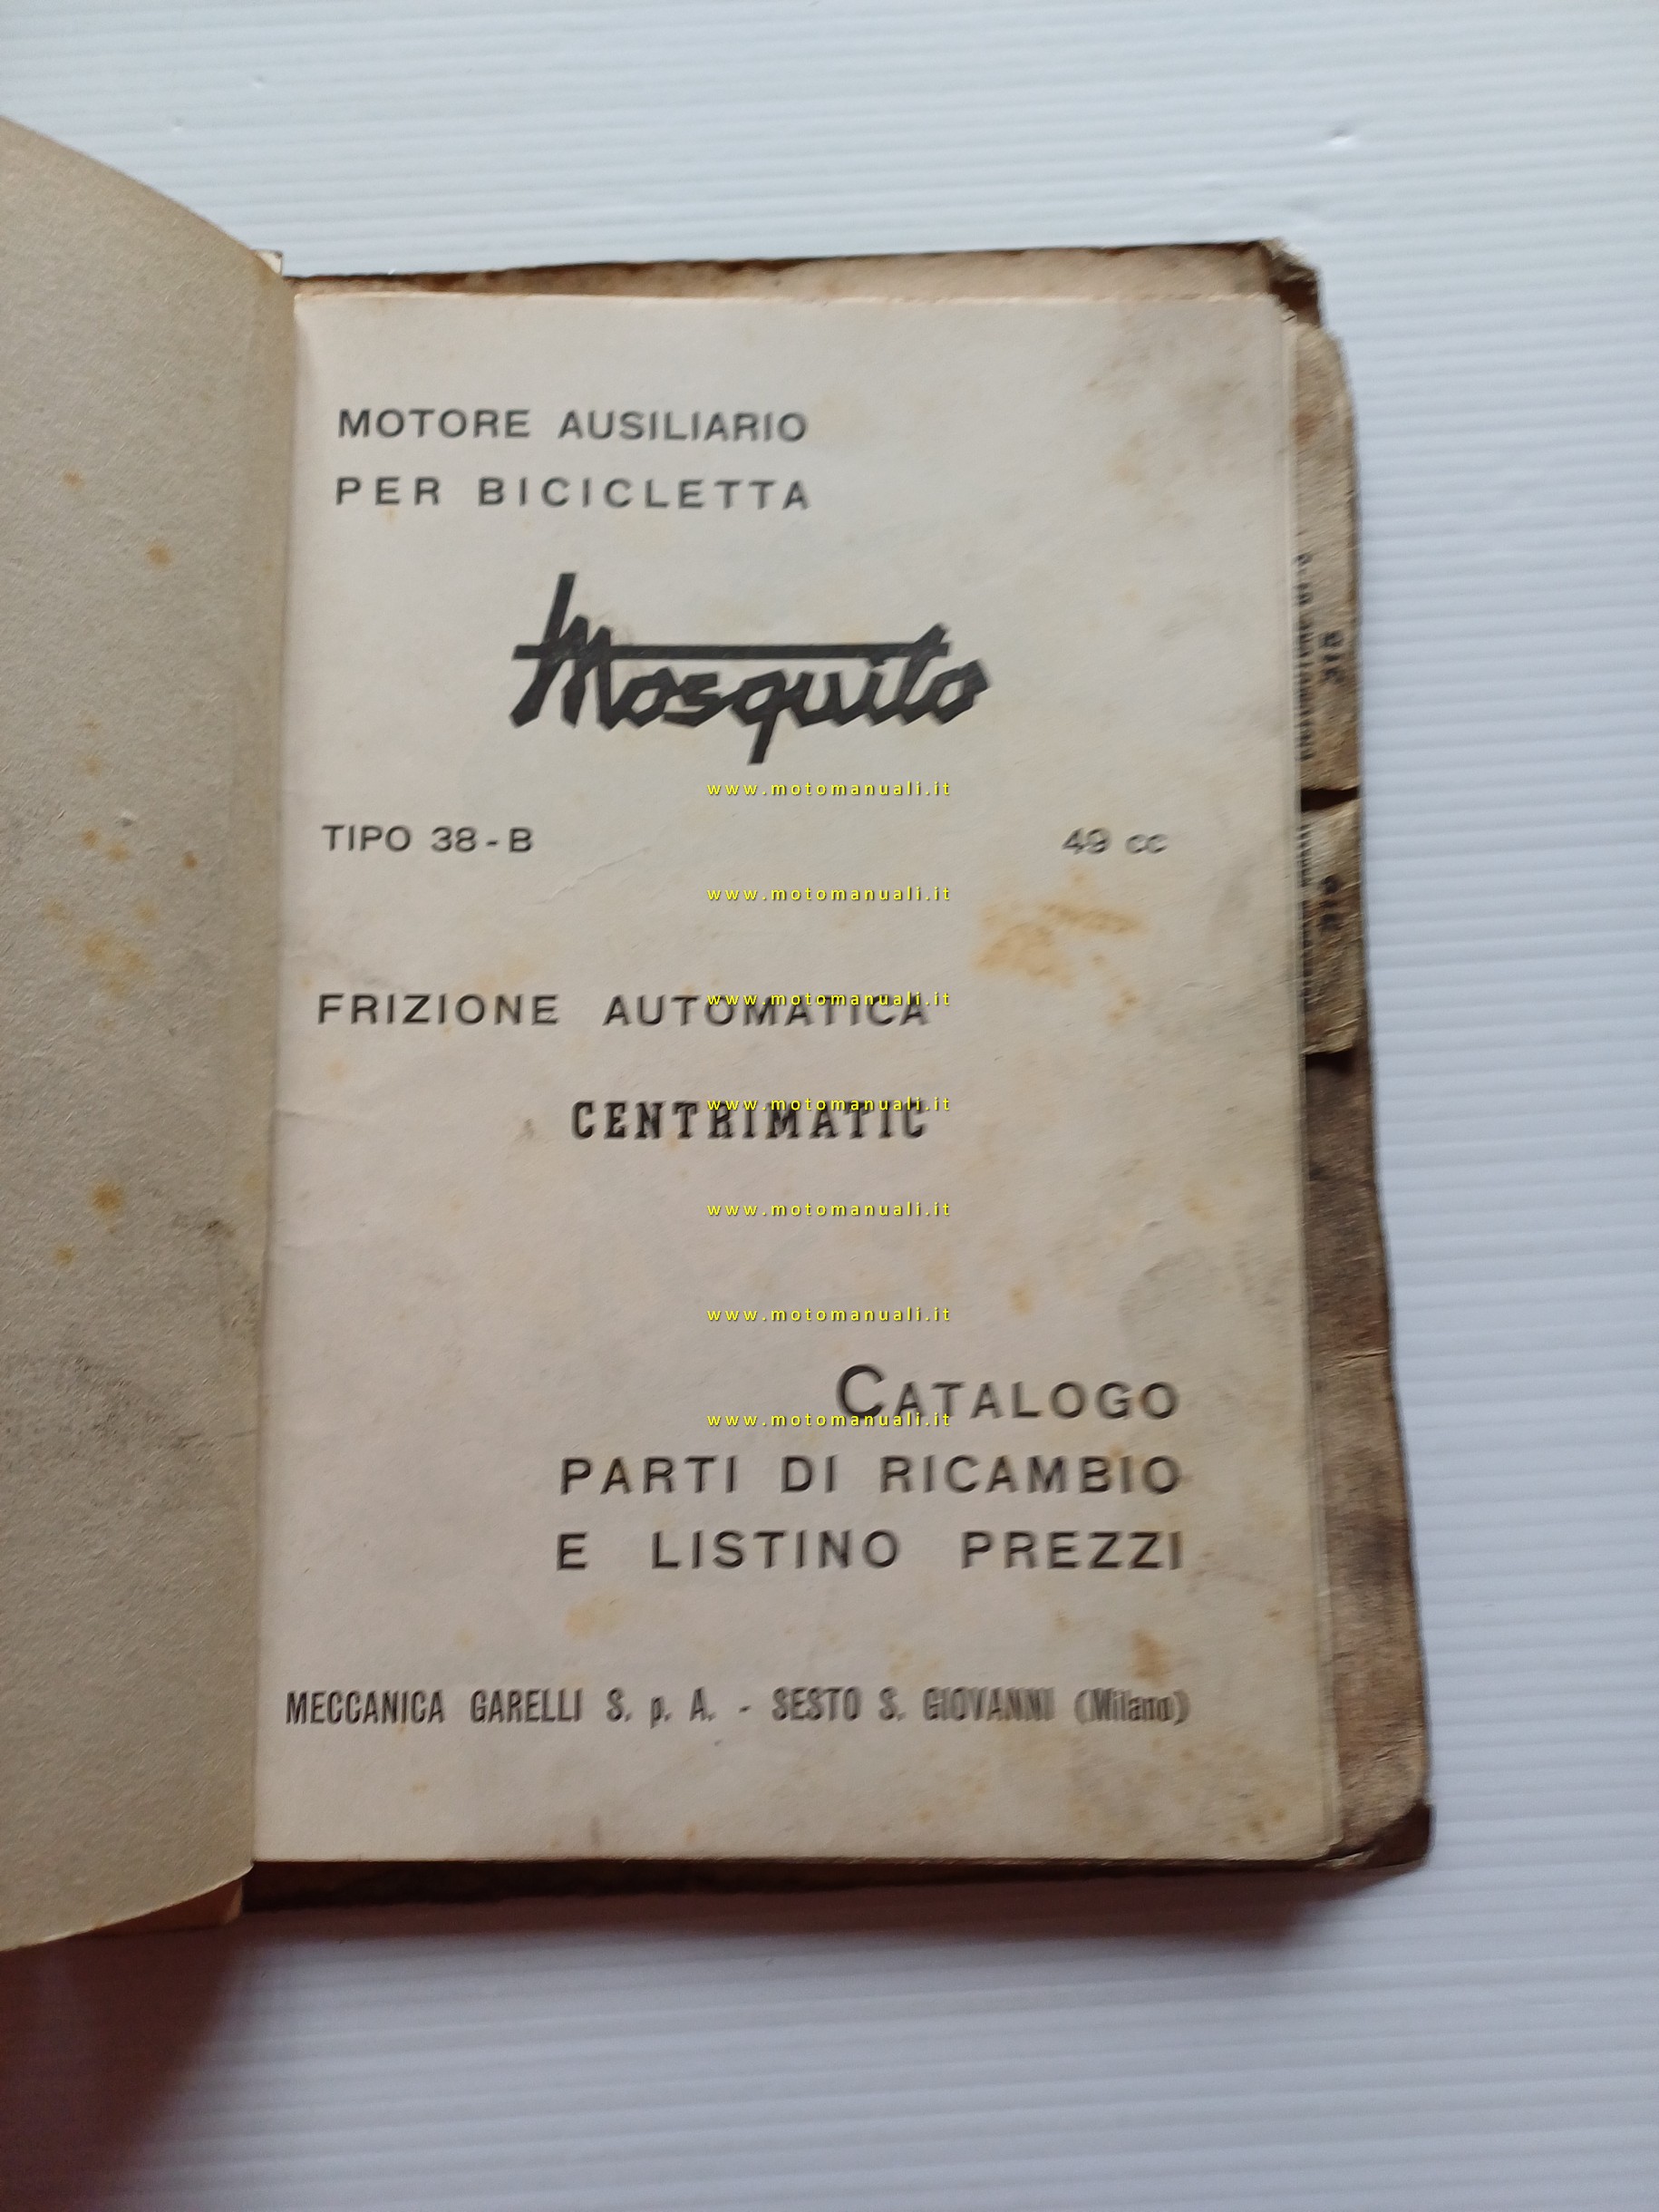 MOTORE AUSILIARIO
PER BICICLETTA
Mosquito
www.motomanuali.it
TIPO 38-B 49 cc
www.motomanuali.it
www.motomanuali.it
FRIZIONE AUTOMATICA
www.motomanuali.it
CENTRIMATIC
www.motomanuali.it
www.motomanuali.it
CATALOGO
www.motomanuali.it
PARTI DI RICAMBIO
E LISTINO PREZZI
MECCANICA GARELLI S. p. A. - SESTO S. GIOVANNI (Milano)